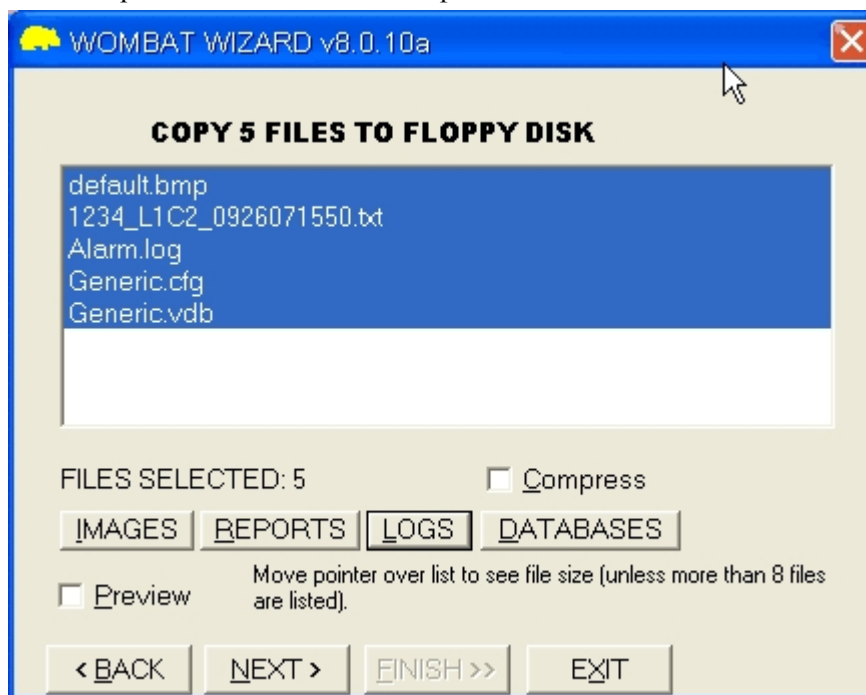 WOMBAT WIZARD v8.0.10a
COPY 5 FILES TO FLOPPY DISK
default.bmp
1234_L1C2_0926071550.txt
Alarm.log
Generic.cfg
Generic.vdb
FILES SELECTED: 5
Compress
IMAGES
REPORTS
LOGS
DATABASES
Preview
Move pointer over list to see file size (unless more than 8 files
are listed).
< BACK
NEXT >
FINISH >>
EXIT